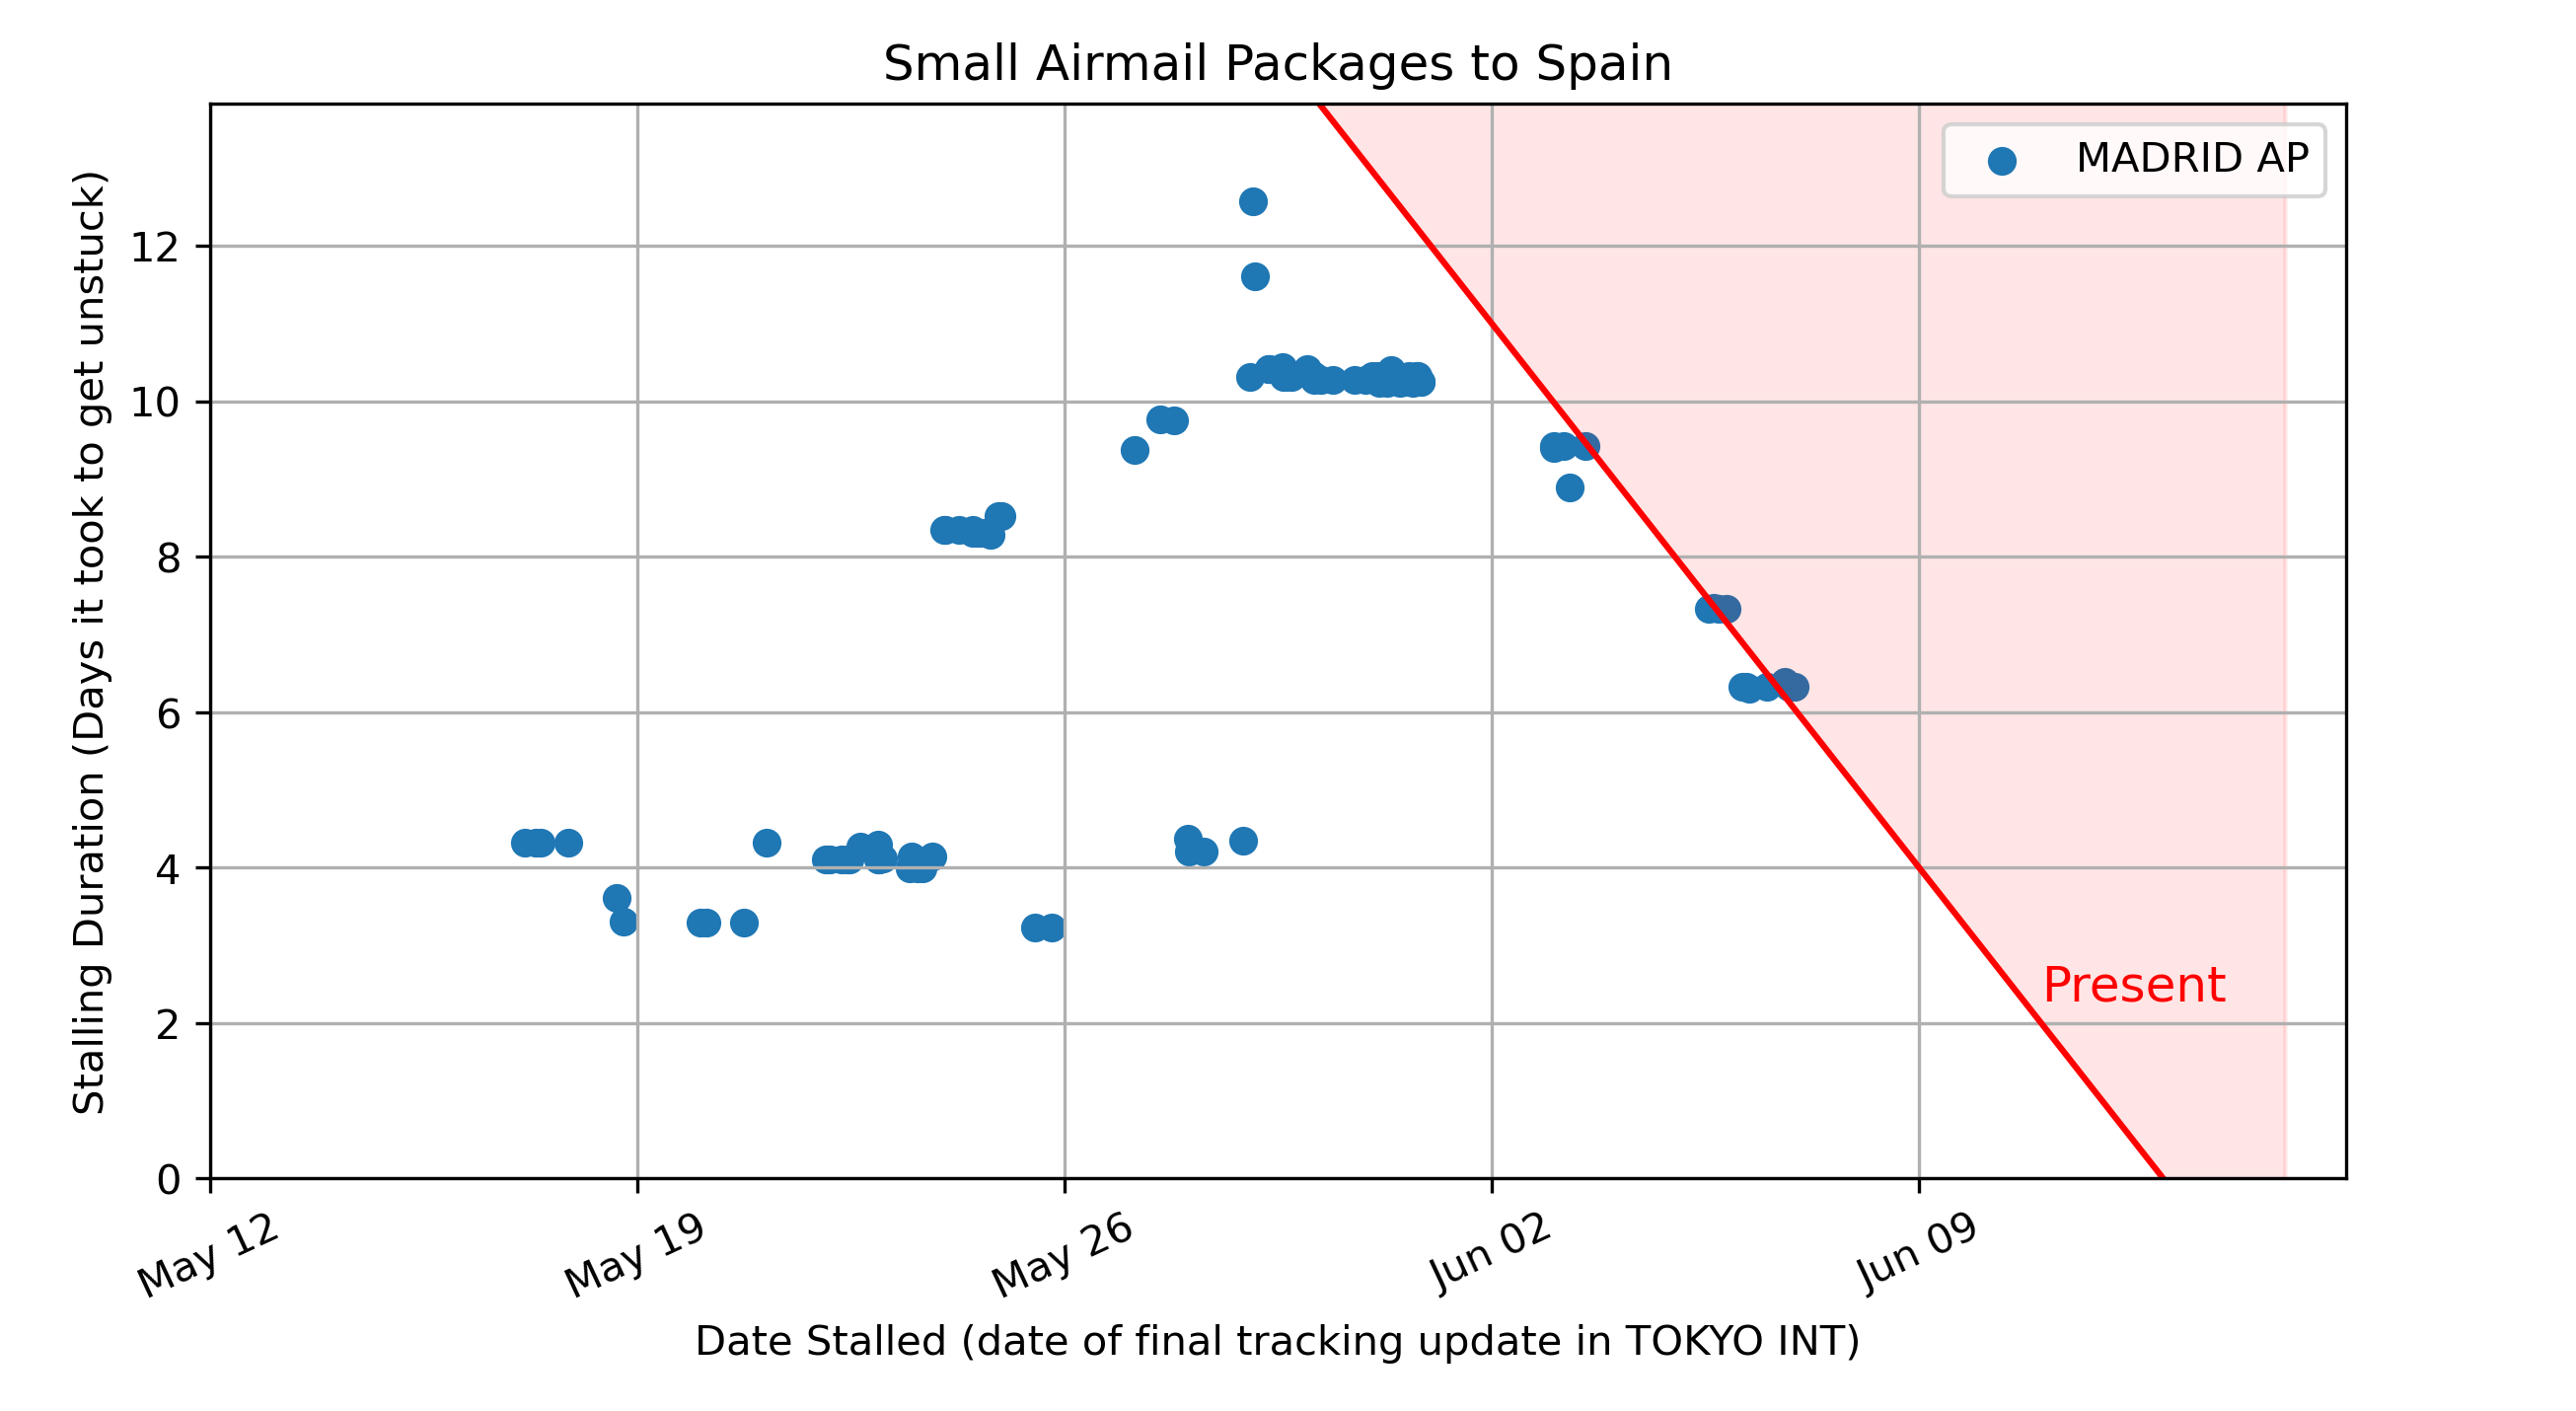 Small Airmail Packages to Spain
MADRID AP
Stalling Duration (Days it took to get unstuck)
12
10
8
6
4
2
0
Present
May 12
May 19
May 26
Jun 02
Jun 09
Date Stalled (date of final tracking update in TOKYO INT)